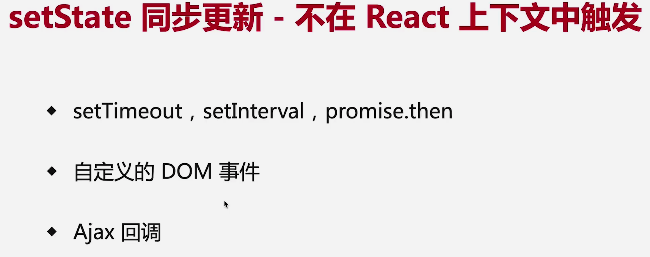 setState 同步更新 - 不在 React 上下文中触发
setTimeout，setInterval，promise.then
自定义的 DOM 事件
Ajax 回调